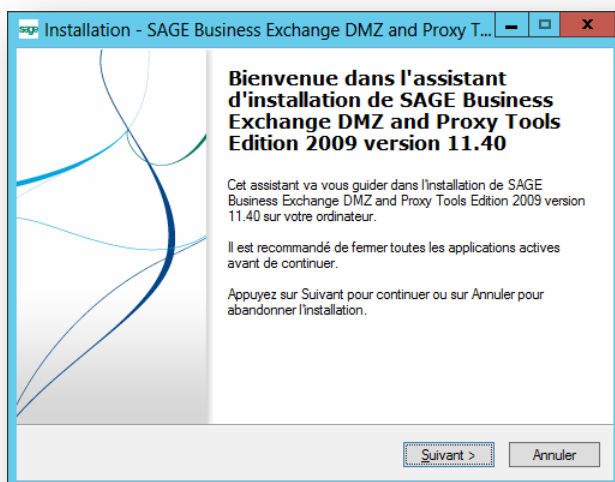 sage Installation - SAGE Business Exchange DMZ and Proxy T...
Bienvenue dans l'assistant
d'installation de SAGE Business
Exchange DMZ and Proxy Tools
Edition 2009 version 11.40
Cet assistant va vous guider dans l'installation de SAGE
Business Exchange DMZ and Proxy Tools Edition 2009 version
11.40 sur votre ordinateur.
Il est recommandé de fermer toutes les applications actives
avant de continuer.
Appuyez sur Suivant pour continuer ou sur Annuler pour
abandonner l'installation.
Suivant > Annuler